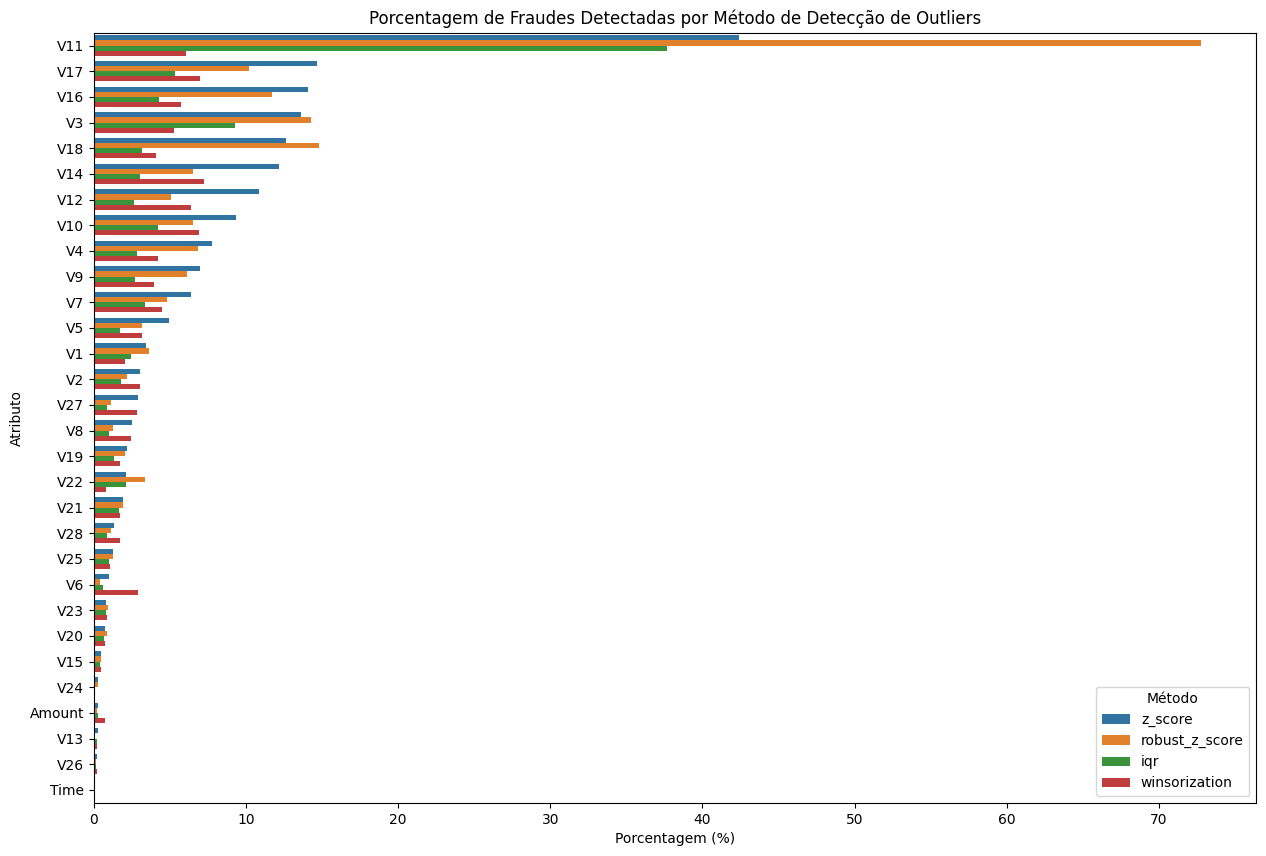 Porcentagem de Fraudes Detectadas por Método de Detecção de Outliers
Atributo
V11
V17
V16
V3
V18
V14
V12
V10
V4
V9
V7
V5
V1
V2
V27
V8
V19
V22
V21
V28
V25
V6
V23
V20
V15
V24
Amount
V13
V26
Time
0 10 20 30 40 50 60 70
Porcentagem (%)
Método
z_score
robust_z_score
iqr
winsorization